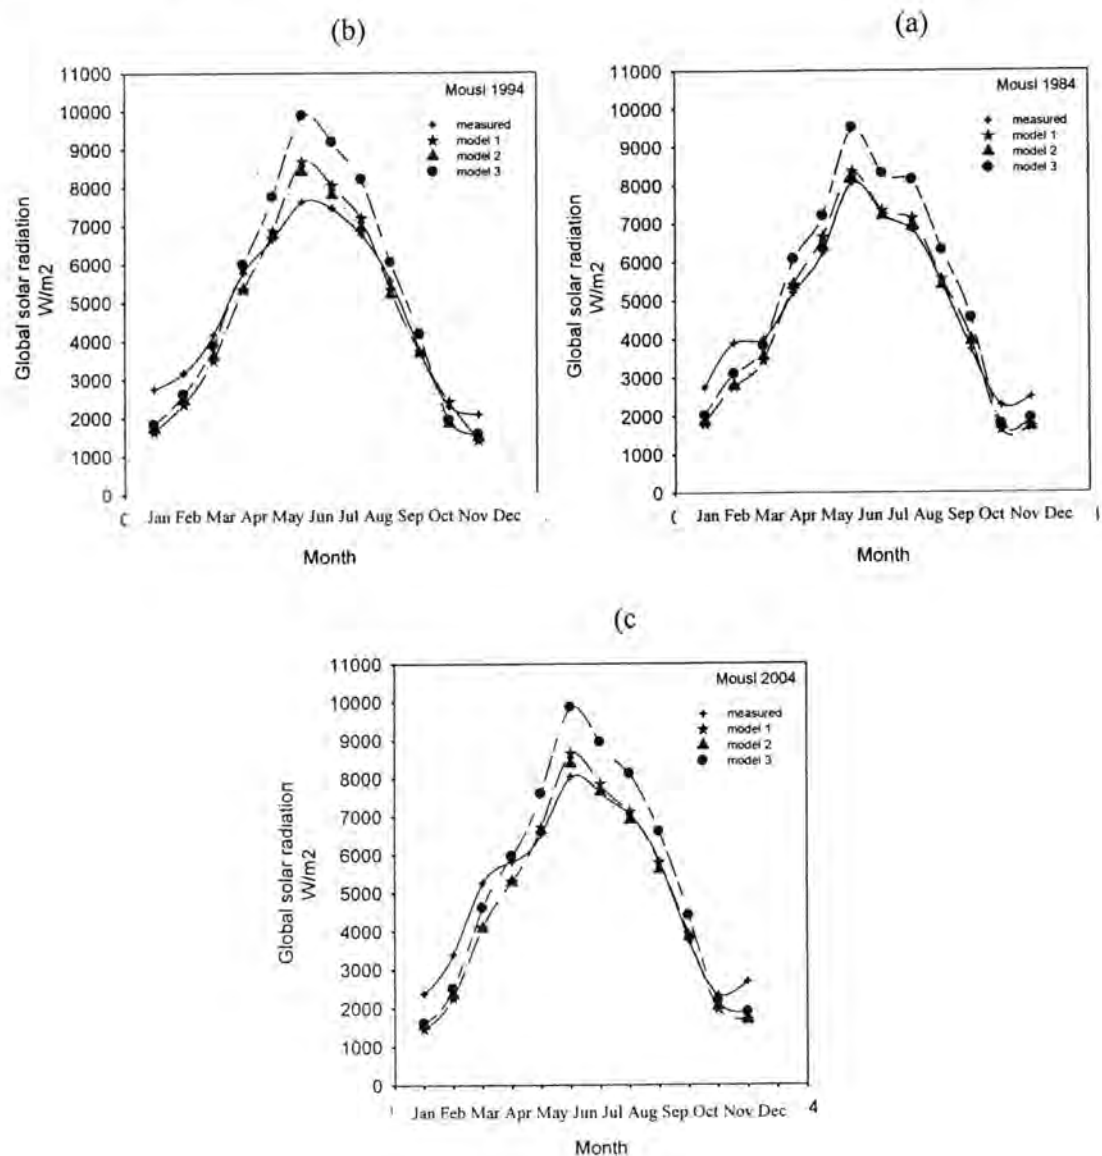 (b)
11000
10000
9000
8000
7000
6000
5000
4000
3000
2000
1000
0
Global solar radiation
W/m2
Mousl 1994
measured
model 1
model 2
model 3
Jan Feb Mar Apr May Jun Jul Aug Sep Oct Nov Dec
Month
(a)
11000
10000
9000
8000
7000
6000
5000
4000
3000
2000
1000
0
Global solar radiation
W/m2
Mousl 1984
measured
model 1
model 2
model 3
Jan Feb Mar Apr May Jun Jul Aug Sep Oct Nov Dec
Month
(c
11000
10000
9000
8000
7000
6000
5000
4000
3000
2000
1000
0
Global solar radiation
W/m2
Mousl 2004
measured
model 1
model 2
model 3
Jan Feb Mar Apr May Jun Jul Aug Sep Oct Nov Dec 4
Month